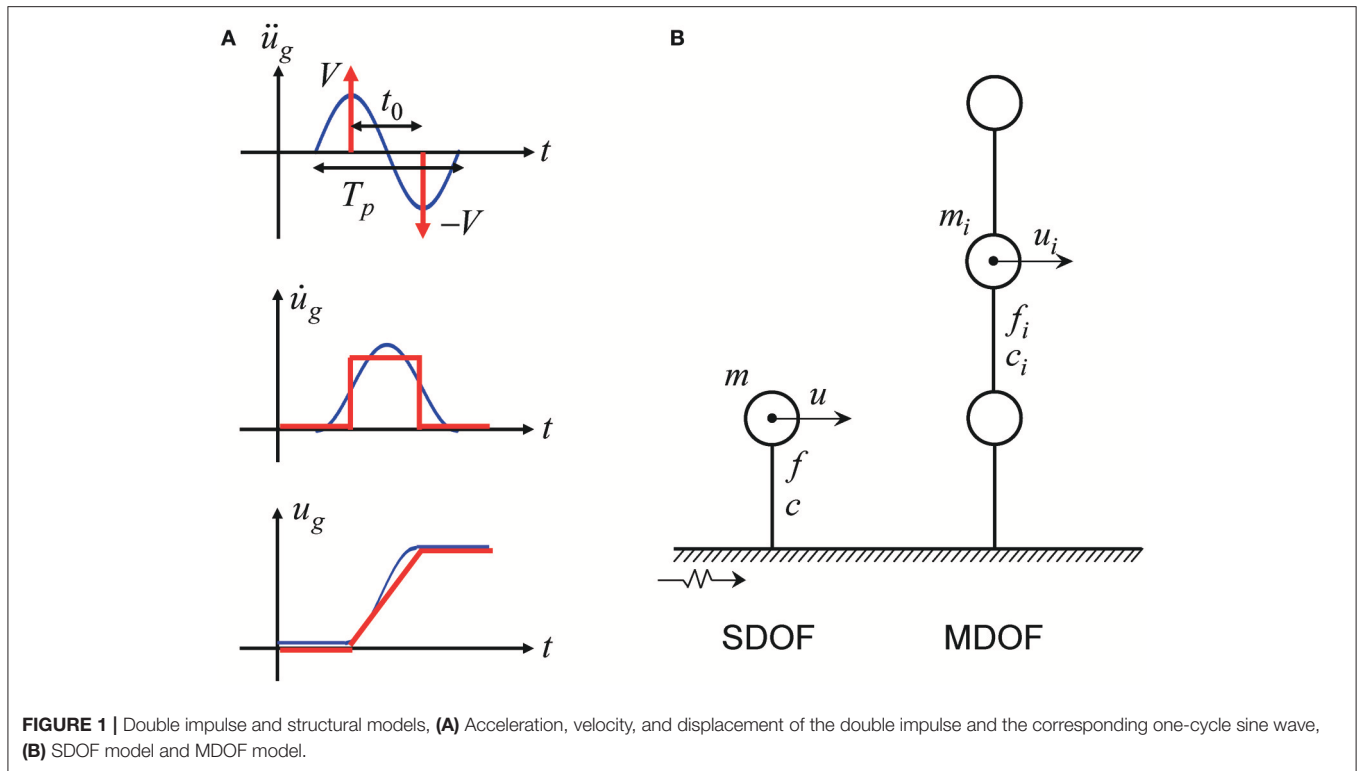 A
ü_g
V
t_0
t
T_p
−V
u̇_g
t
u_g
t
B
m_i
u_i
f_i
c_i
m
u
f
c
SDOF
MDOF
FIGURE 1 | Double impulse and structural models, (A) Acceleration, velocity, and displacement of the double impulse and the corresponding one-cycle sine wave,
(B) SDOF model and MDOF model.